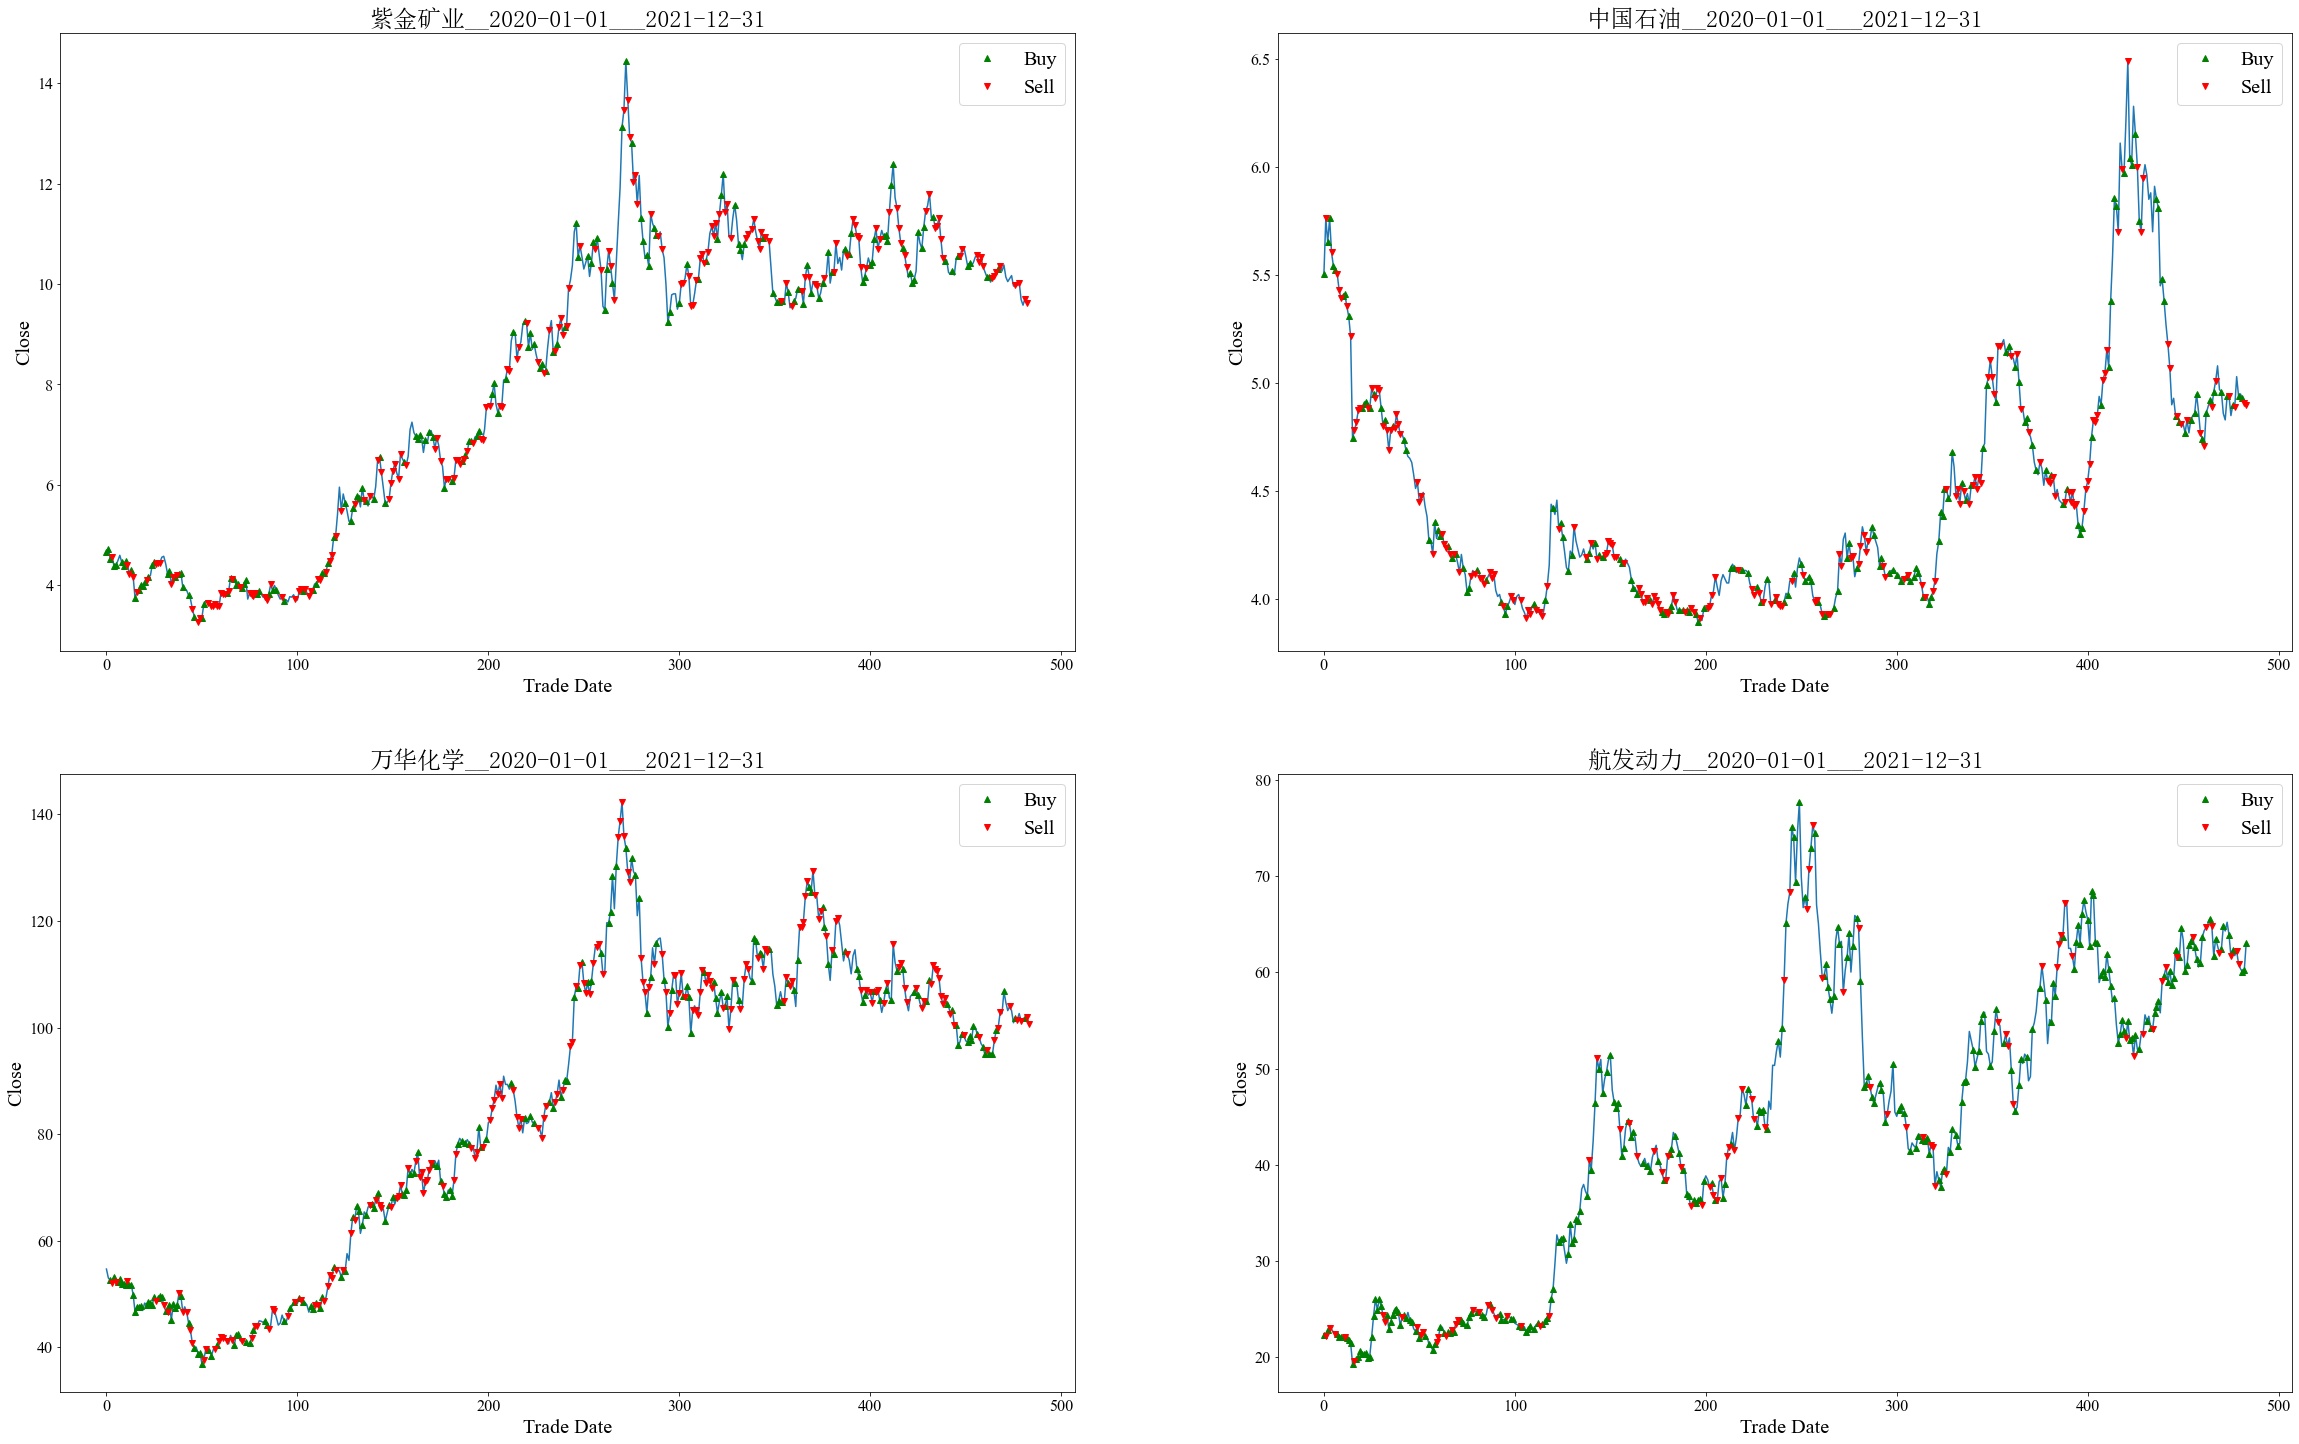 紫金矿业__2020-01-01___2021-12-31
Buy
Sell
Close
14
12
10
8
6
4
0 100 200 300 400 500
Trade Date
中国石油__2020-01-01___2021-12-31
Buy
Sell
Close
6.5
6.0
5.5
5.0
4.5
4.0
0 100 200 300 400 500
Trade Date
万华化学__2020-01-01___2021-12-31
Buy
Sell
Close
140
120
100
80
60
40
0 100 200 300 400 500
Trade Date
航发动力__2020-01-01___2021-12-31
Buy
Sell
Close
80
70
60
50
40
30
20
0 100 200 300 400 500
Trade Date